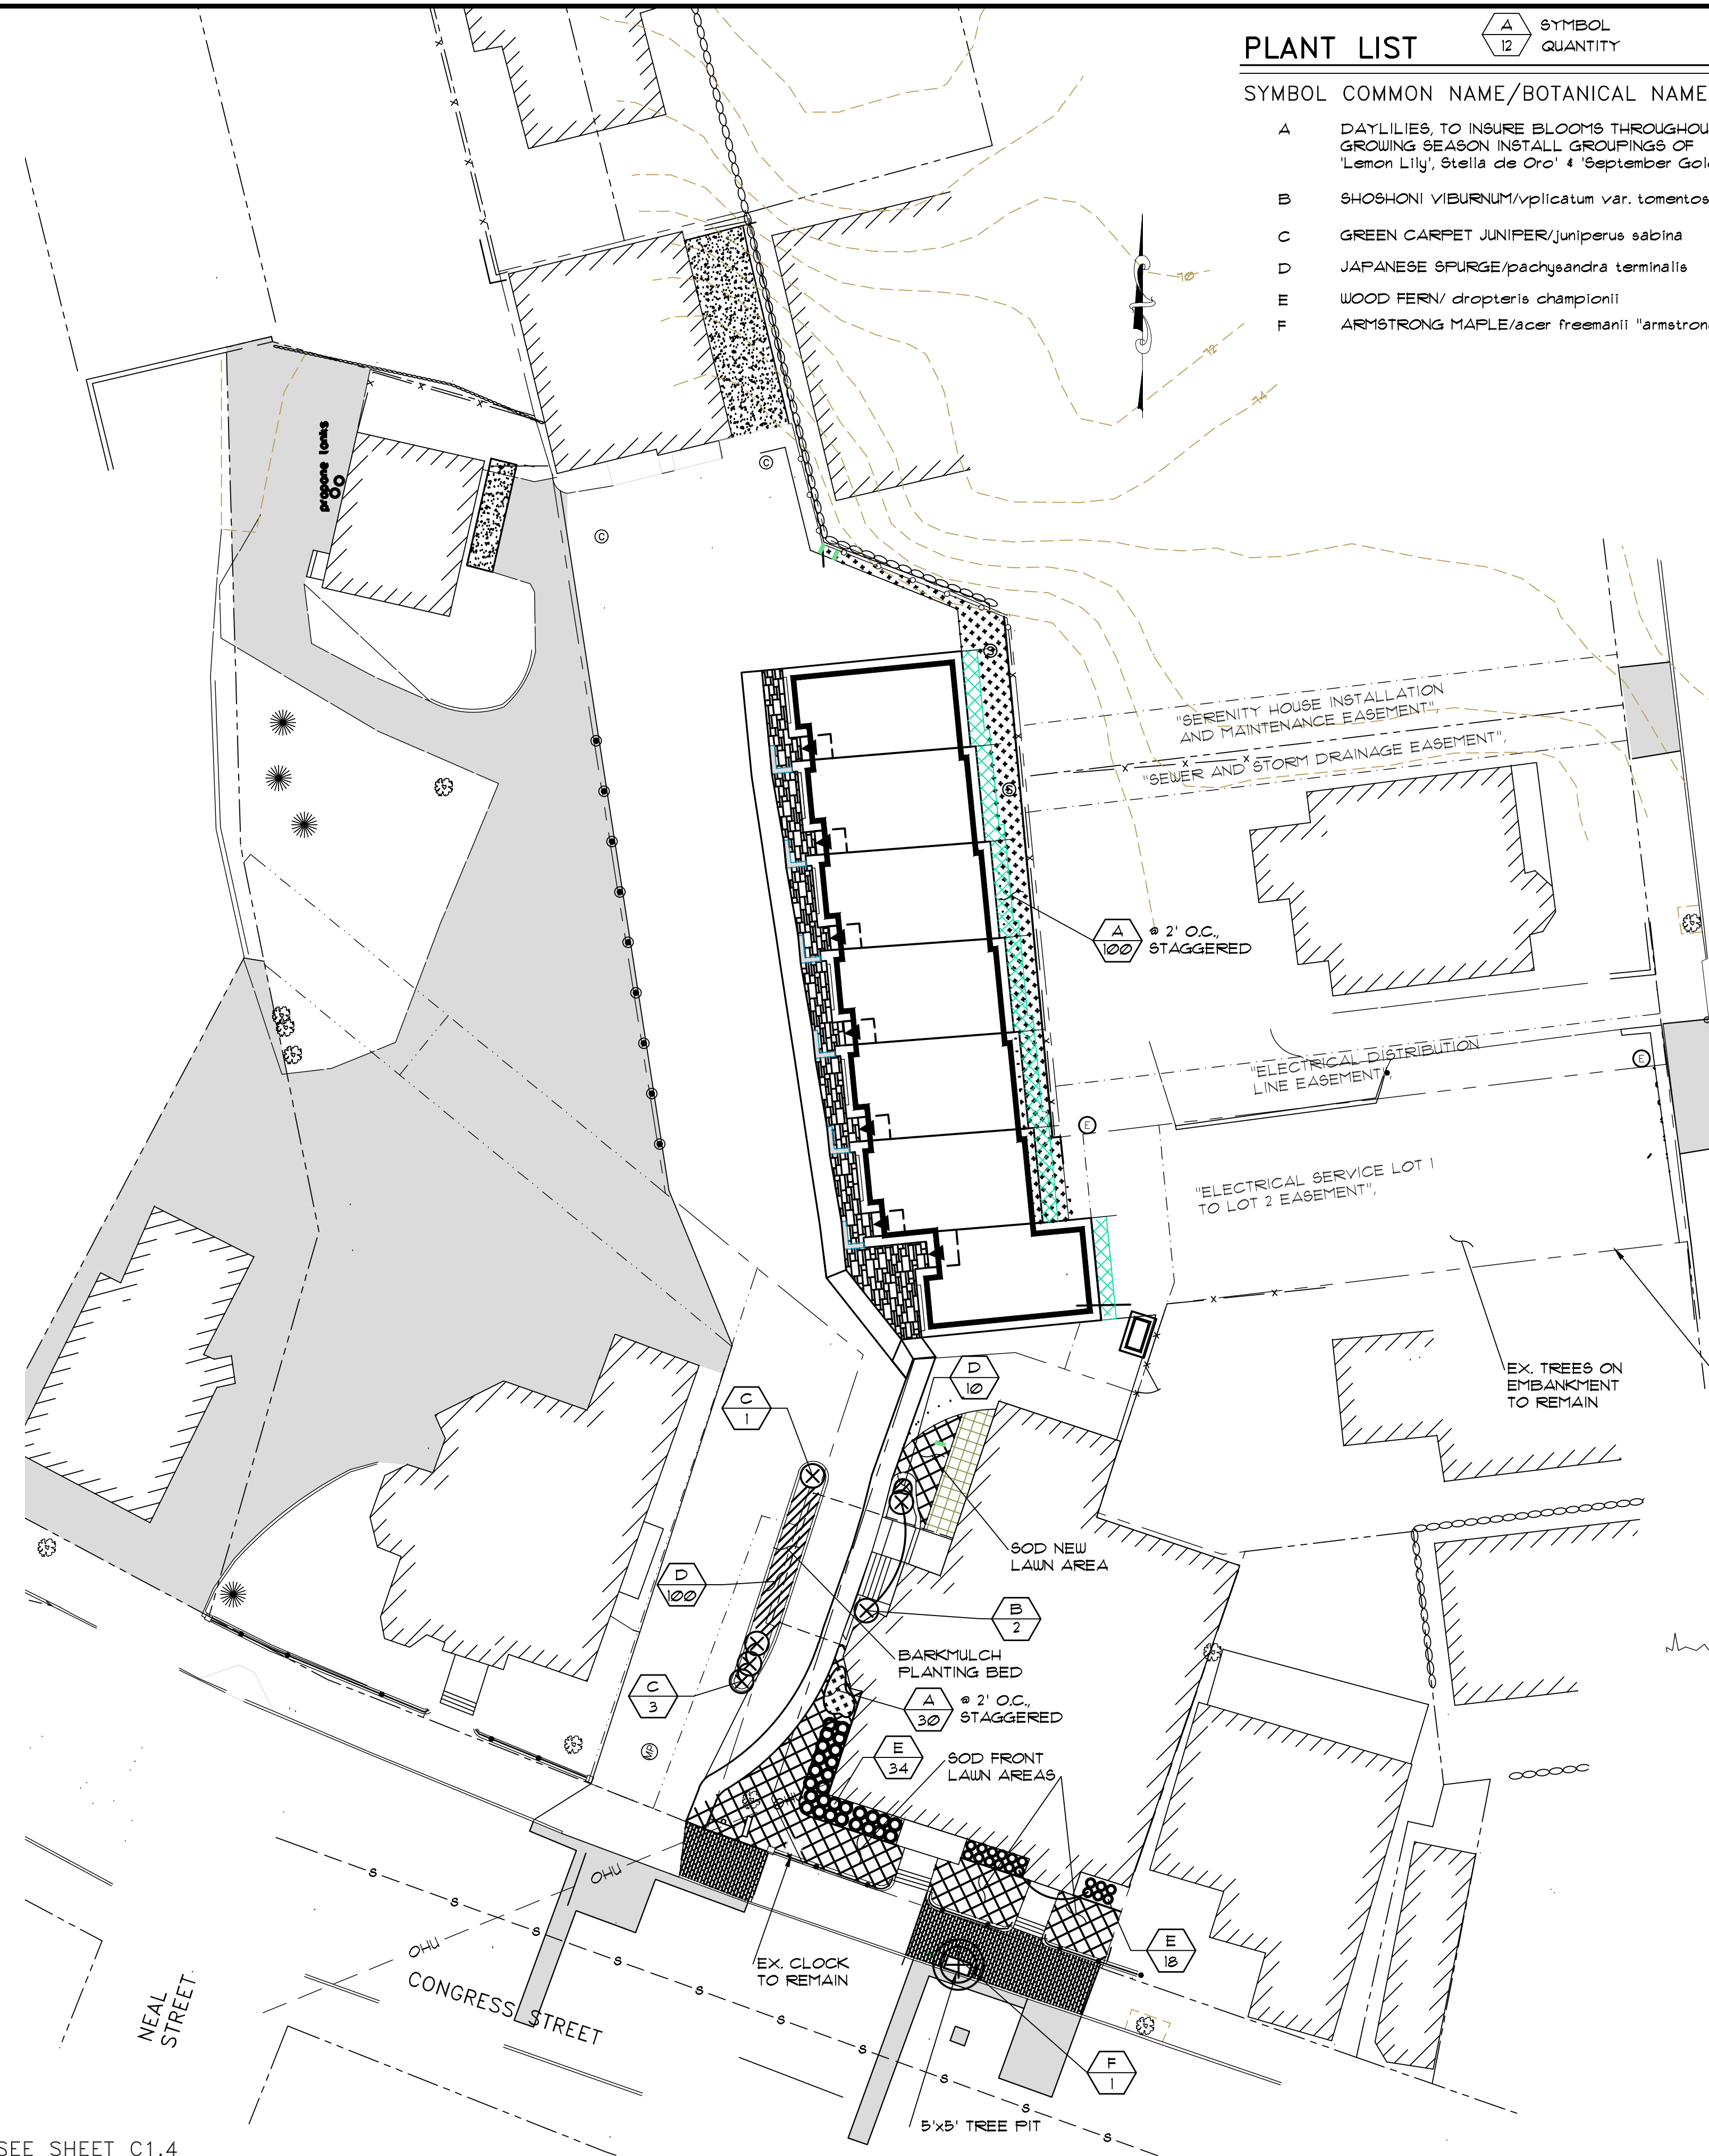 PLANT LIST
A SYMBOL
12 QUANTITY
SYMBOL COMMON NAME/BOTANICAL NAME
A DAYLILIES, TO INSURE BLOOMS THROUGHOU
GROWING SEASON INSTALL GROUPINGS OF
'Lemon Lily', Stella de Oro' & 'September Gol
B SHOSHONI VIBURNUM/vplicatum var. tomentos
C GREEN CARPET JUNIPER/juniperus sabina
D JAPANESE SPURGE/pachysandra terminalis
E WOOD FERN/ dropteris championii
F ARMSTRONG MAPLE/acer freemanii "armstron
70
72
74
propane tanks
C
C
"SERENITY HOUSE INSTALLATION
AND MAINTENANCE EASEMENT",
"SEWER AND STORM DRAINAGE EASEMENT",
A
100
@ 2' O.C.,
STAGGERED
"ELECTRICAL DISTRIBUTION
LINE EASEMENT",
E
E
"ELECTRICAL SERVICE LOT 1
TO LOT 2 EASEMENT",
EX. TREES ON
EMBANKMENT
TO REMAIN
D
10
C
1
SOD NEW
LAWN AREA
D
100
B
2
BARKMULCH
PLANTING BED
C
3
A
30
@ 2' O.C.,
STAGGERED
E
34
SOD FRONT
LAWN AREAS
OHU
OHU
OHU
S
S
S
S
S
S
S
S
S
S
EX. CLOCK
TO REMAIN
E
18
CONGRESS STREET
NEAL
STREET
F
1
5'x5' TREE PIT
SEE SHEET C1.4